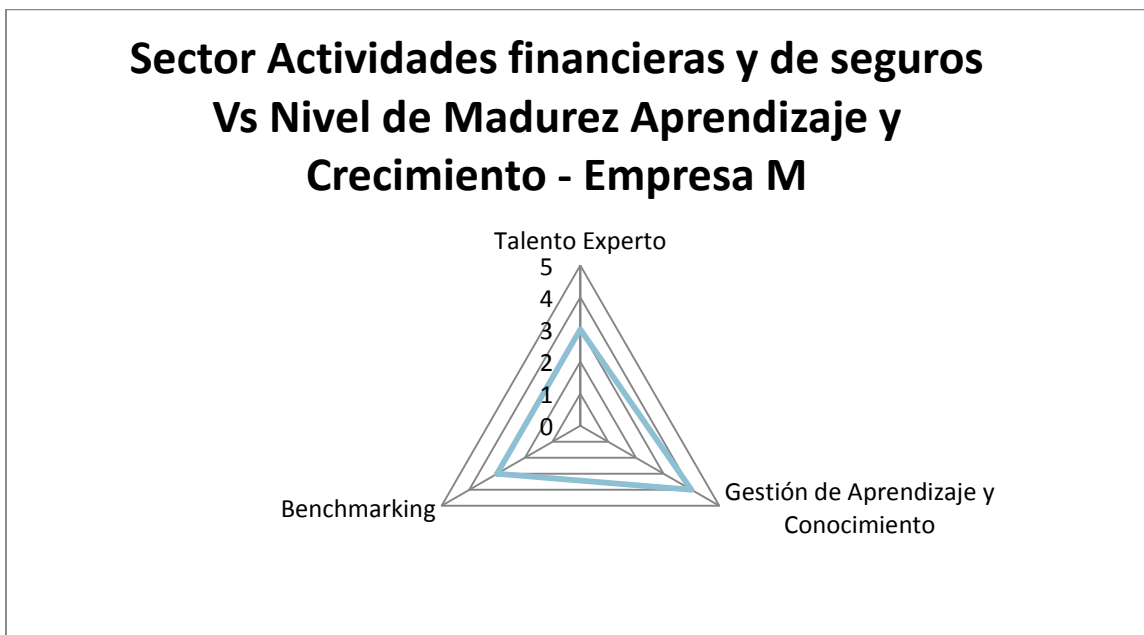 Sector Actividades financieras y de seguros
Vs Nivel de Madurez Aprendizaje y
Crecimiento - Empresa M
Talento Experto
5
4
3
2
1
0
Gestión de Aprendizaje y
Conocimiento
Benchmarking